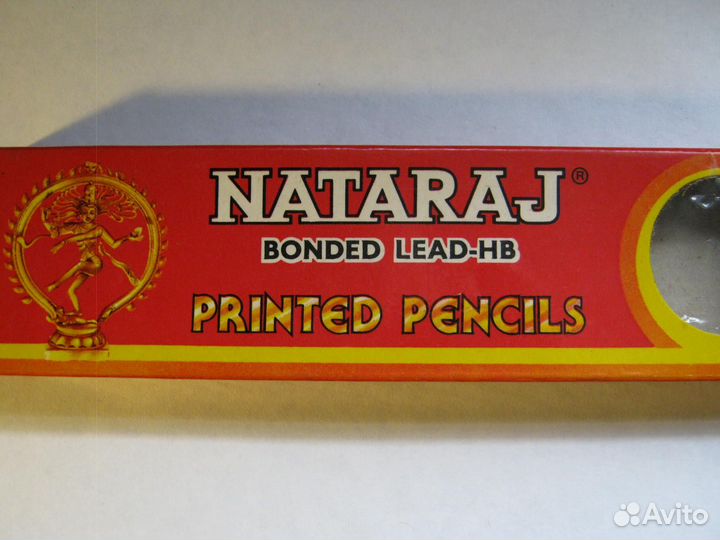 NATARAJ®
BONDED LEAD-HB
PRINTED PENCILS
Avito